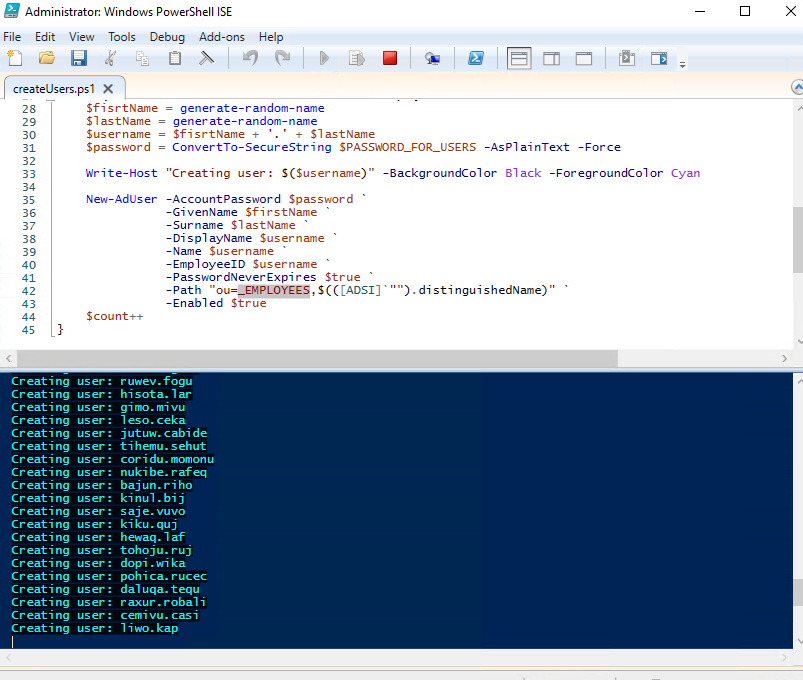 Administrator: Windows PowerShell ISE
File Edit View Tools Debug Add-ons Help
createUsers.ps1
28 $fisrtName = generate-random-name
29 $lastName = generate-random-name
30 $username = $fisrtName + '.' + $lastName
31 $password = ConvertTo-SecureString $PASSWORD_FOR_USERS -AsPlainText -Force
32
33 Write-Host "Creating user: $($username)" -BackgroundColor Black -ForegroundColor Cyan
34
35 New-AdUser -AccountPassword $password `
36 -GivenName $firstName `
37 -Surname $lastName `
38 -DisplayName $username `
39 -Name $username `
40 -EmployeeID $username `
41 -PasswordNeverExpires $true `
42 -Path "ou=_EMPLOYEES,$(([ADSI]`"").distinguishedName)" `
43 -Enabled $true
44 $count++
45 }
Creating user: ruwev.fogu
Creating user: hisota.lar
Creating user: gimo.mivu
Creating user: leso.ceka
Creating user: jutuw.cabide
Creating user: tihemu.sehut
Creating user: coridu.momonu
Creating user: nukibe.rafeq
Creating user: bajun.riho
Creating user: kinul.bij
Creating user: saje.vuvo
Creating user: kiku.quj
Creating user: hewaq.laf
Creating user: tohoju.ruj
Creating user: dopi.wika
Creating user: pohica.rucec
Creating user: daluqa.tequ
Creating user: raxur.robali
Creating user: cemivu.casi
Creating user: liwo.kap